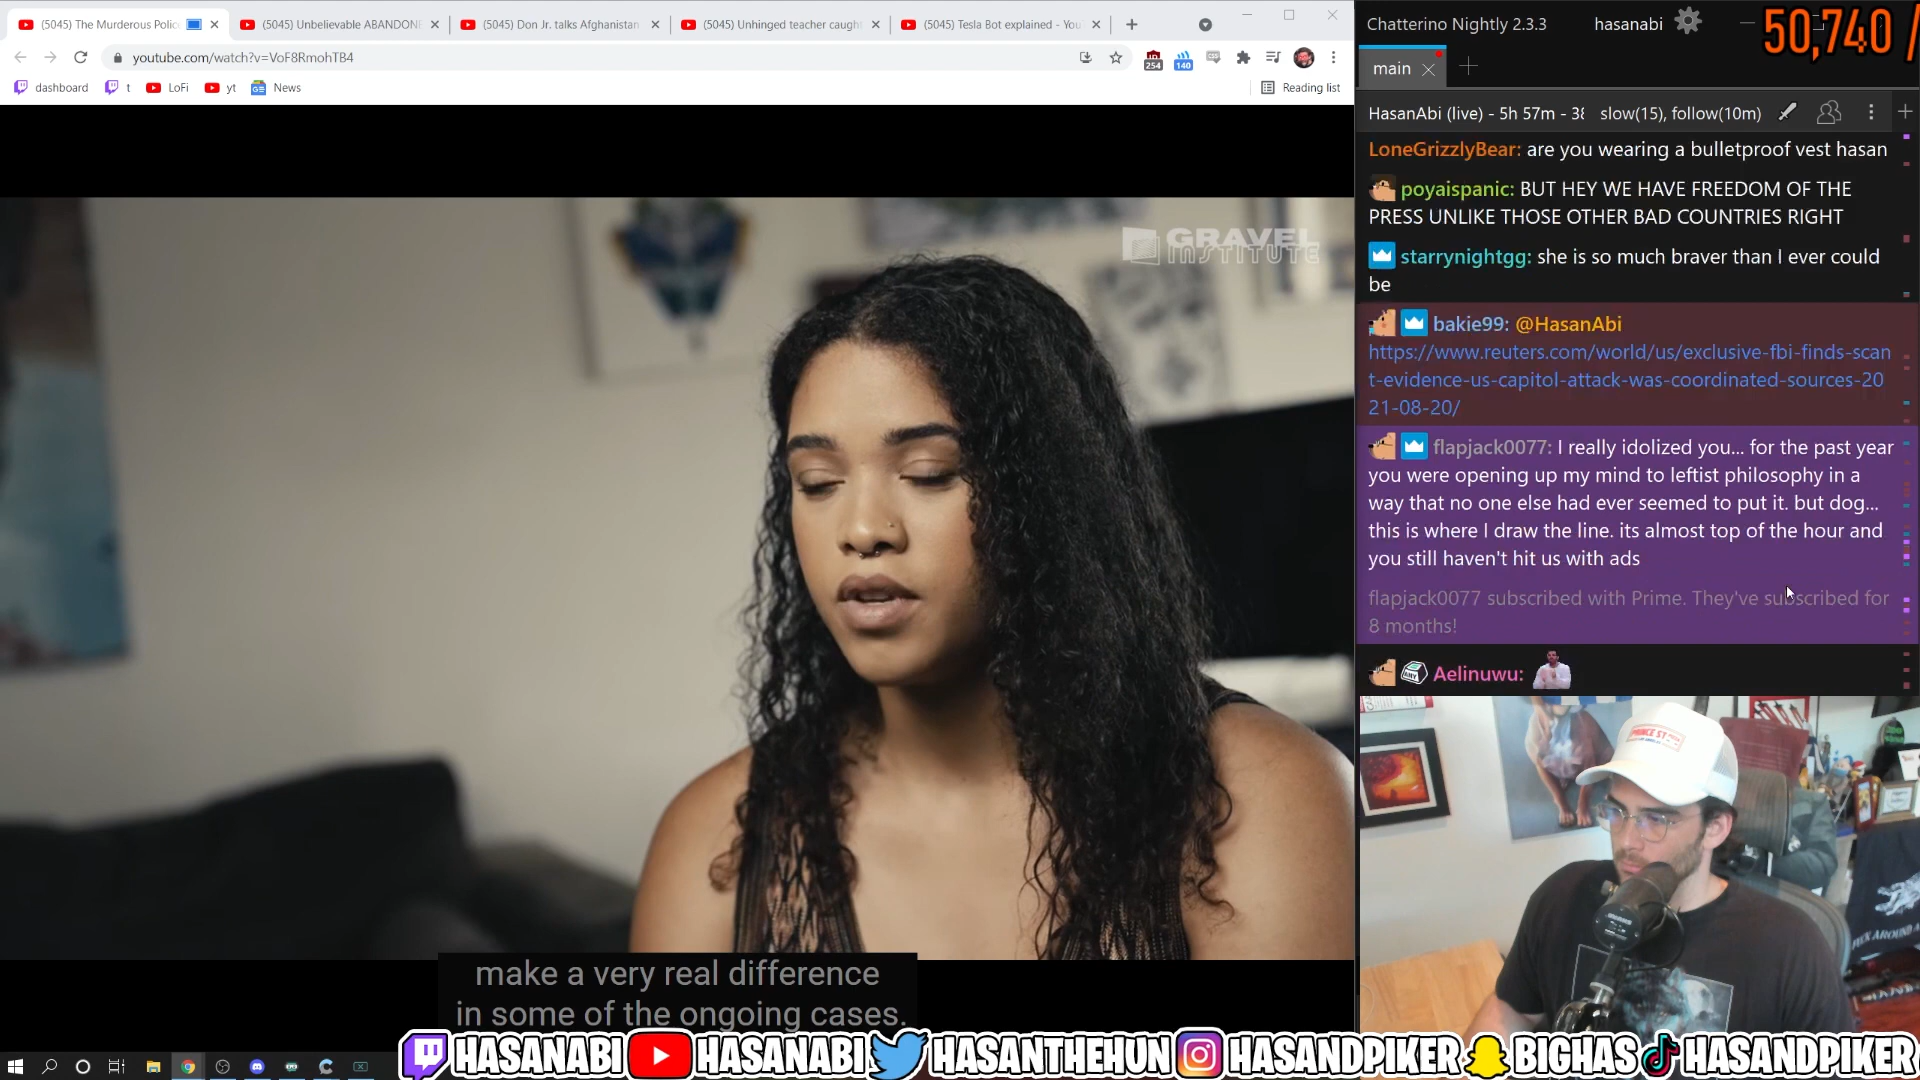 (5045) The Murderous Polic
(5045) Unbelievable ABANDONE
(5045) Don Jr. talks Afghanistan
(5045) Unhinged teacher caught
(5045) Tesla Bot explained - You
youtube.com/watch?v=VoF8RmohTB4
254
140
dashboard
t
LoFi
yt
News
Reading list
GRAVEL
INSTITUTE
make a very real difference
in some of the ongoing cases.
Chatterino Nightly 2.3.3
hasanabi
50,740 /
main
HasanAbi (live) - 5h 57m - 38
slow(15), follow(10m)
LoneGrizzlyBear: are you wearing a bulletproof vest hasan
poyaispanic: BUT HEY WE HAVE FREEDOM OF THE
PRESS UNLIKE THOSE OTHER BAD COUNTRIES RIGHT
starrynightgg: she is so much braver than I ever could
be
bakie99: @HasanAbi
https://www.reuters.com/world/us/exclusive-fbi-finds-scan
t-evidence-us-capitol-attack-was-coordinated-sources-20
21-08-20/
flapjack0077: I really idolized you... for the past year
you were opening up my mind to leftist philosophy in a
way that no one else had ever seemed to put it. but dog...
this is where I draw the line. its almost top of the hour and
you still haven't hit us with ads
flapjack0077 subscribed with Prime. They've subscribed for
8 months!
Aelinuwu:
PRINCE ST
HASANABI
HASANABI
HASANTHEHUN
HASANDPIKER
BIGHAS
HASANDPIKER